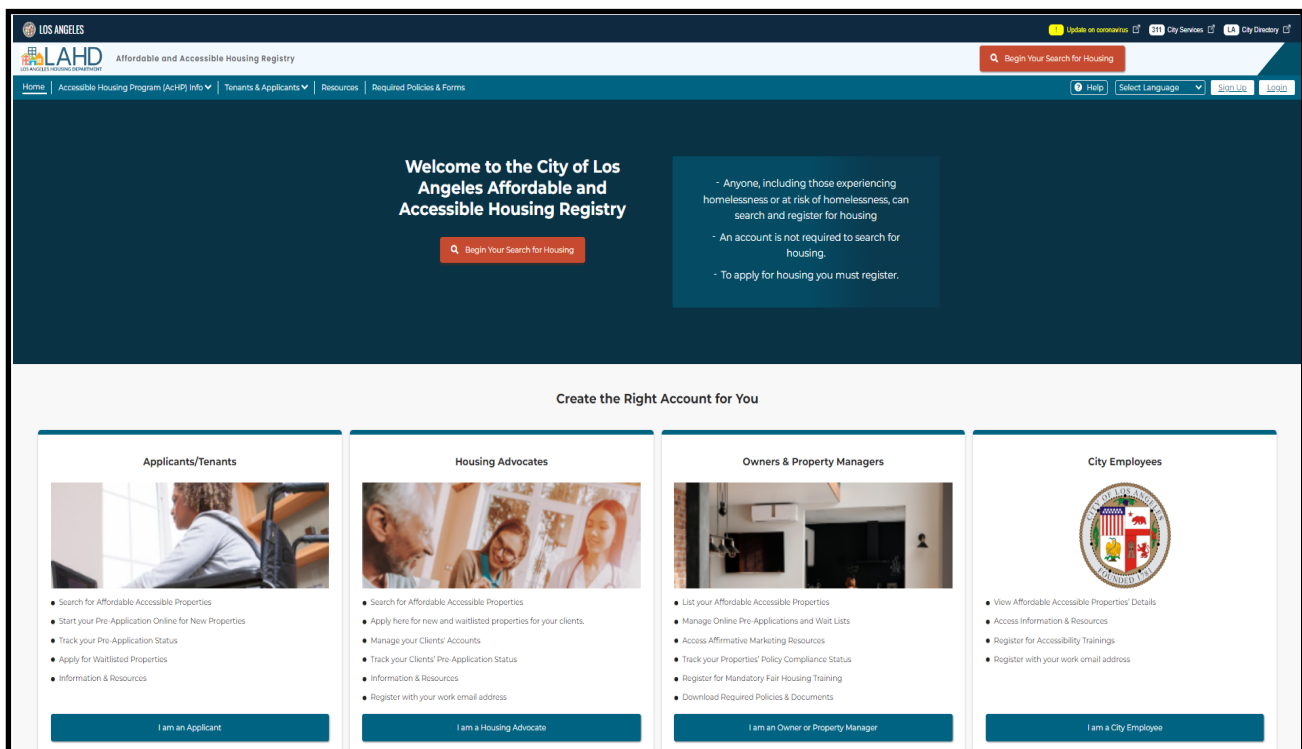 LOS ANGELES
! Update on coronavirus 311 City Services LA City Directory
LAHD
LOS ANGELES HOUSING DEPARTMENT
Affordable and Accessible Housing Registry
Begin Your Search for Housing
Home Accessible Housing Program (AcHP) Info Tenants & Applicants Resources Required Policies & Forms
? Help Select Language Sign Up Login
Welcome to the City of Los
Angeles Affordable and
Accessible Housing Registry
Begin Your Search for Housing
- Anyone, including those experiencing
homelessness or at risk of homelessness, can
search and register for housing
- An account is not required to search for
housing.
- To apply for housing you must register.
Create the Right Account for You
Applicants/Tenants
• Search for Affordable Accessible Properties
• Start your Pre-Application Online for New Properties
• Track your Pre-Application Status
• Apply for Waitlisted Properties
• Information & Resources
I am an Applicant
Housing Advocates
• Search for Affordable Accessible Properties
• Apply here for new and waitlisted properties for your clients.
• Manage your Clients' Accounts
• Track your Clients' Pre-Application Status
• Information & Resources
• Register with your work email address
I am a Housing Advocate
Owners & Property Managers
• List your Affordable Accessible Properties
• Manage Online Pre-Applications and Wait Lists
• Access Affirmative Marketing Resources
• Track your Properties' Policy Compliance Status
• Register for Mandatory Fair Housing Training
• Download Required Policies & Documents
I am an Owner or Property Manager
City Employees
CITY OF LOS ANGELES
FOUNDED 1781
• View Affordable Accessible Properties' Details
• Access Information & Resources
• Register for Accessibility Trainings
• Register with your work email address
I am a City Employee